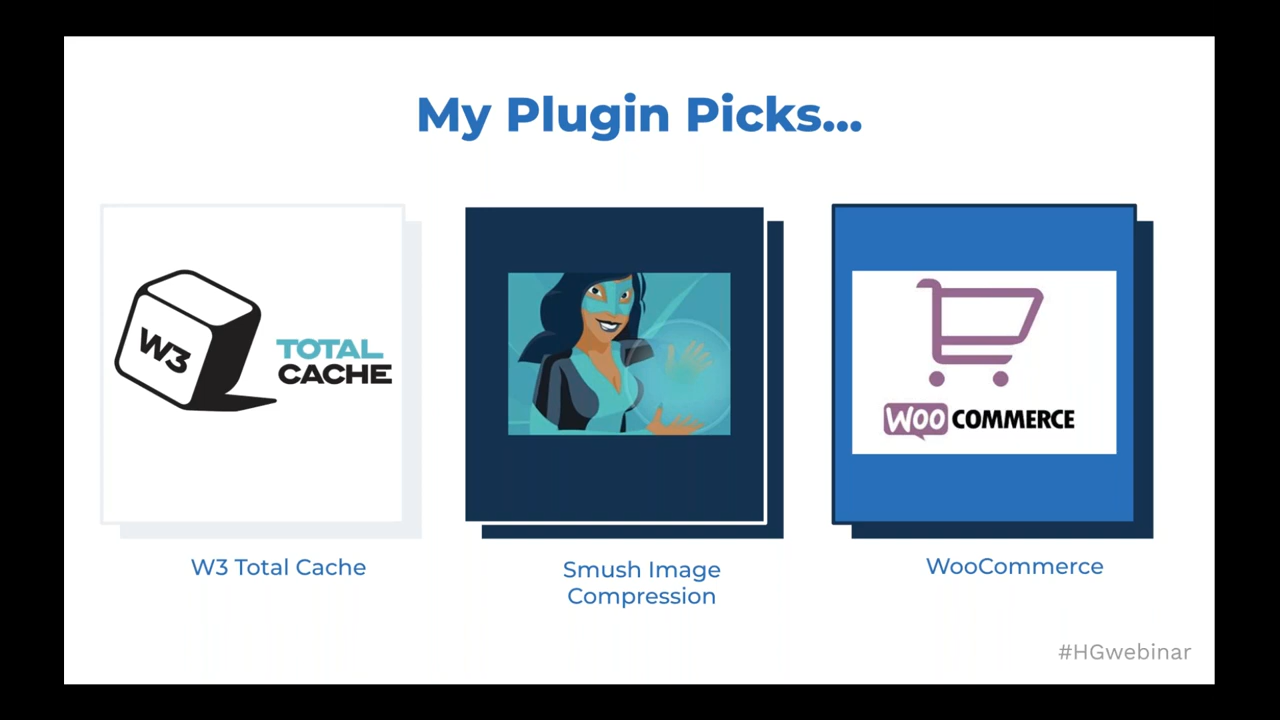 My Plugin Picks...
W3
TOTAL
CACHE
WOO COMMERCE
W3 Total Cache
Smush Image
Compression
WooCommerce
#HGwebinar